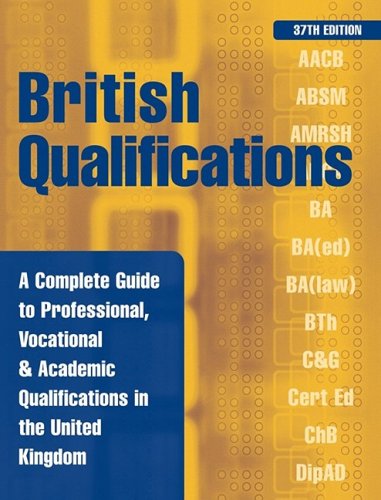 37TH EDITION
British
Qualifications
A Complete Guide
to Professional,
Vocational
& Academic
Qualifications in
the United
Kingdom
AACB
ABSM
AMRSH
BA
BA(ed)
BA(law)
BTh
C&G
Cert Ed
ChB
DipAD